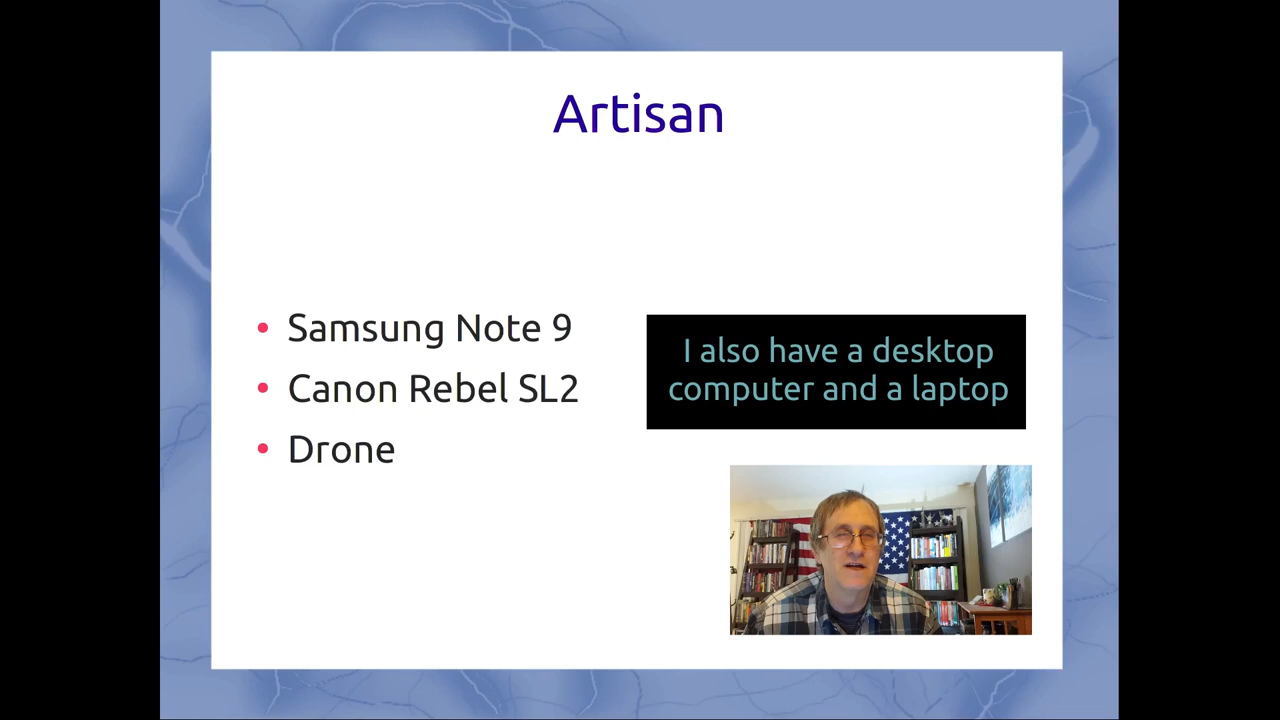 Artisan
• Samsung Note 9
• Canon Rebel SL2
• Drone
I also have a desktop
computer and a laptop